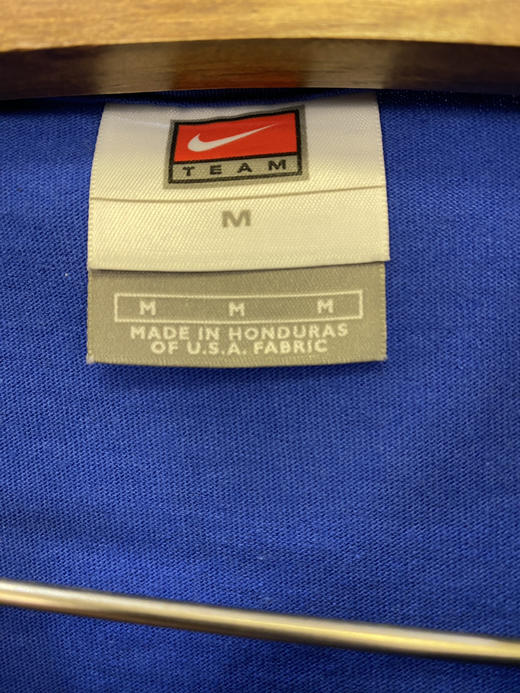 TEAM
M
M M M
MADE IN HONDURAS
OF U.S.A. FABRIC